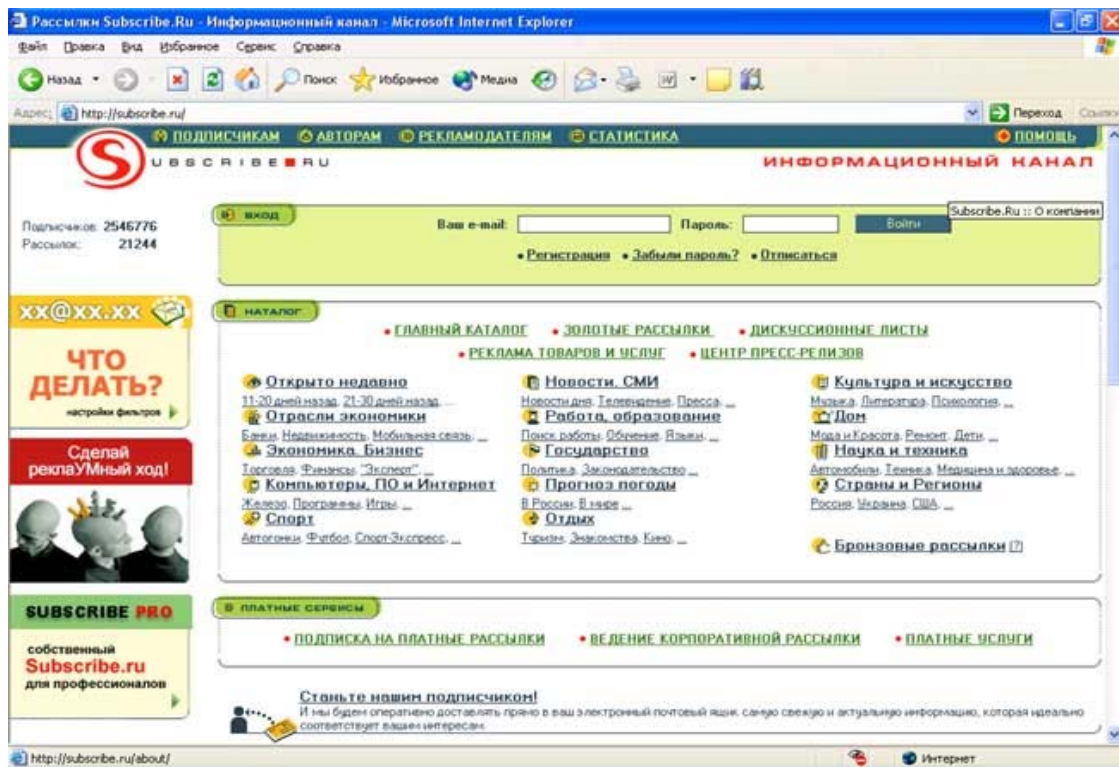 Рассылки Subscribe.Ru - Информационный канал - Microsoft Internet Explorer
Файл Правка Вид Избранное Сервис Справка
Назад Поиск Избранное Медиа
Адрес: http://subscribe.ru/ Переход Ссылки
ПОДПИСЧИКАМ АВТОРАМ РЕКЛАМОДАТЕЛЯМ СТАТИСТИКА ПОМОЩЬ
SUBSCRIBE RU ИНФОРМАЦИОННЫЙ КАНАЛ
Subscribe.Ru :: О компании
Подписчиков: 2546776
Рассылок: 21244
ВХОД
Ваш e-mail: Пароль: Войти
• Регистрация • Забыли пароль? • Отписаться
xx@xx.xx
ЧТО
ДЕЛАТЬ?
настройки фильтров
Сделай
реклаУМный ход!
SUBSCRIBE PRO
собственный
Subscribe.ru
для профессионалов
КАТАЛОГ
• ГЛАВНЫЙ КАТАЛОГ • ЗОЛОТЫЕ РАССЫЛКИ • ДИСКУССИОННЫЕ ЛИСТЫ
• РЕКЛАМА ТОВАРОВ И УСЛУГ • ЦЕНТР ПРЕСС-РЕЛИЗОВ
Открыто недавно
11-20 дней назад, 21-30 дней назад, ...
Отрасли экономики
Банки, Недвижимость, Мобильная связь, ...
Экономика. Бизнес
Торговля, Финансы, "Эксперт", ...
Компьютеры, ПО и Интернет
Железо, Программы, Игры, ...
Спорт
Автогонки, Футбол, Спорт-Экспресс, ...
Новости. СМИ
Новости дня, Телевидение, Пресса, ...
Работа, образование
Поиск работы, Обучение, Языки, ...
Государство
Политика, Законодательство, ...
Прогноз погоды
В России, В мире, ...
Отдых
Туризм, Знакомства, Кино, ...
Культура и искусство
Музыка, Литература, Психология, ...
Дом
Мода и Красота, Ремонт, Дети, ...
Наука и техника
Автомобили, Техника, Медицина и здоровье, ...
Страны и Регионы
Россия, Украина, США, ...
Бронзовые рассылки [?]
ПЛАТНЫЕ СЕРВИСЫ
• ПОДПИСКА НА ПЛАТНЫЕ РАССЫЛКИ • ВЕДЕНИЕ КОРПОРАТИВНОЙ РАССЫЛКИ • ПЛАТНЫЕ УСЛУГИ
Станьте нашим подписчиком!
И мы будем оперативно доставлять прямо в ваш электронный почтовый ящик самую свежую и актуальную информацию, которая идеально
соответствует вашим интересам.
http://subscribe.ru/about/ Интернет